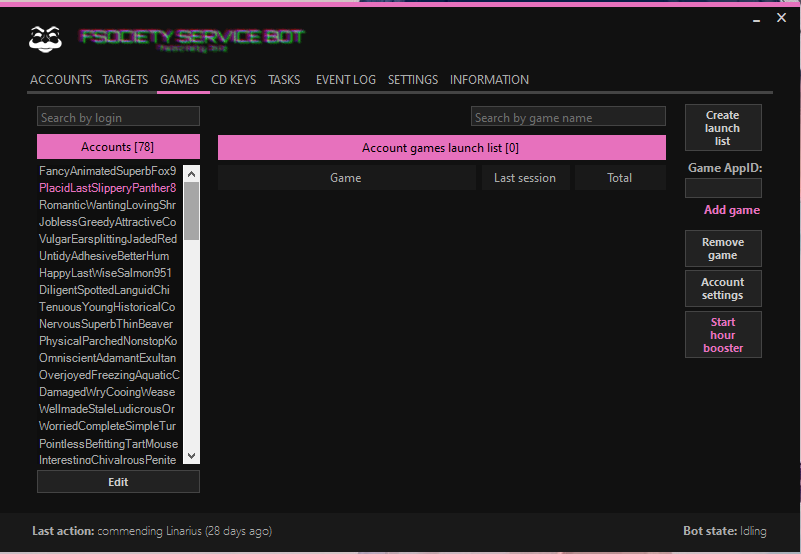 FSOCIETY SERVICE BOT
fsociety.biz
ACCOUNTS TARGETS GAMES CD KEYS TASKS EVENT LOG SETTINGS INFORMATION
Search by login
Search by game name
Create launch list
Accounts [78]
Account games launch list [0]
Game Last session Total
Game AppID:
Add game
Remove game
Account settings
Start hour booster
FancyAnimatedSuperbFox9
PlacidLastSlipperyPanther8
RomanticWantingLovingShr
JoblessGreedyAttractiveCo
VulgarEarsplittingJadedRed
UntidyAdhesiveBetterHum
HappyLastWiseSalmon951
DiligentSpottedLanguidChi
TenuousYoungHistoricalCo
NervousSuperbThinBeaver
PhysicalParchedNonstopKo
OmniscientAdamantExultan
OverjoyedFreezingAquaticC
DamagedWryCooingWease
WellmadeStaleLudicrousOr
WorriedCompleteSimpleTur
PointlessBefittingTartMouse
InterestingChivalrousPenite
Edit
Last action: commending Linarius (28 days ago)
Bot state: Idling